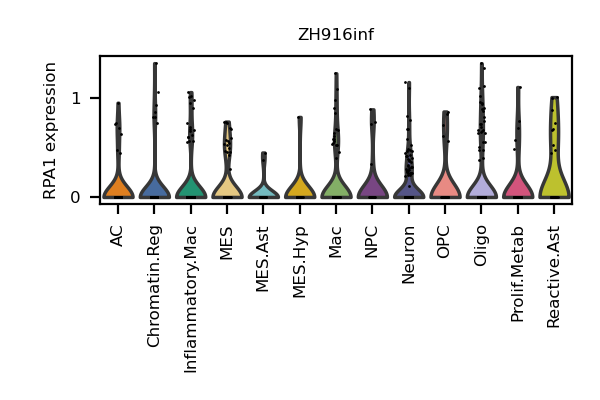 ZH916inf
RPA1 expression
1
0
AC
Chromatin.Reg
Inflammatory.Mac
MES
MES.Ast
MES.Hyp
Mac
NPC
Neuron
OPC
Oligo
Prolif.Metab
Reactive.Ast